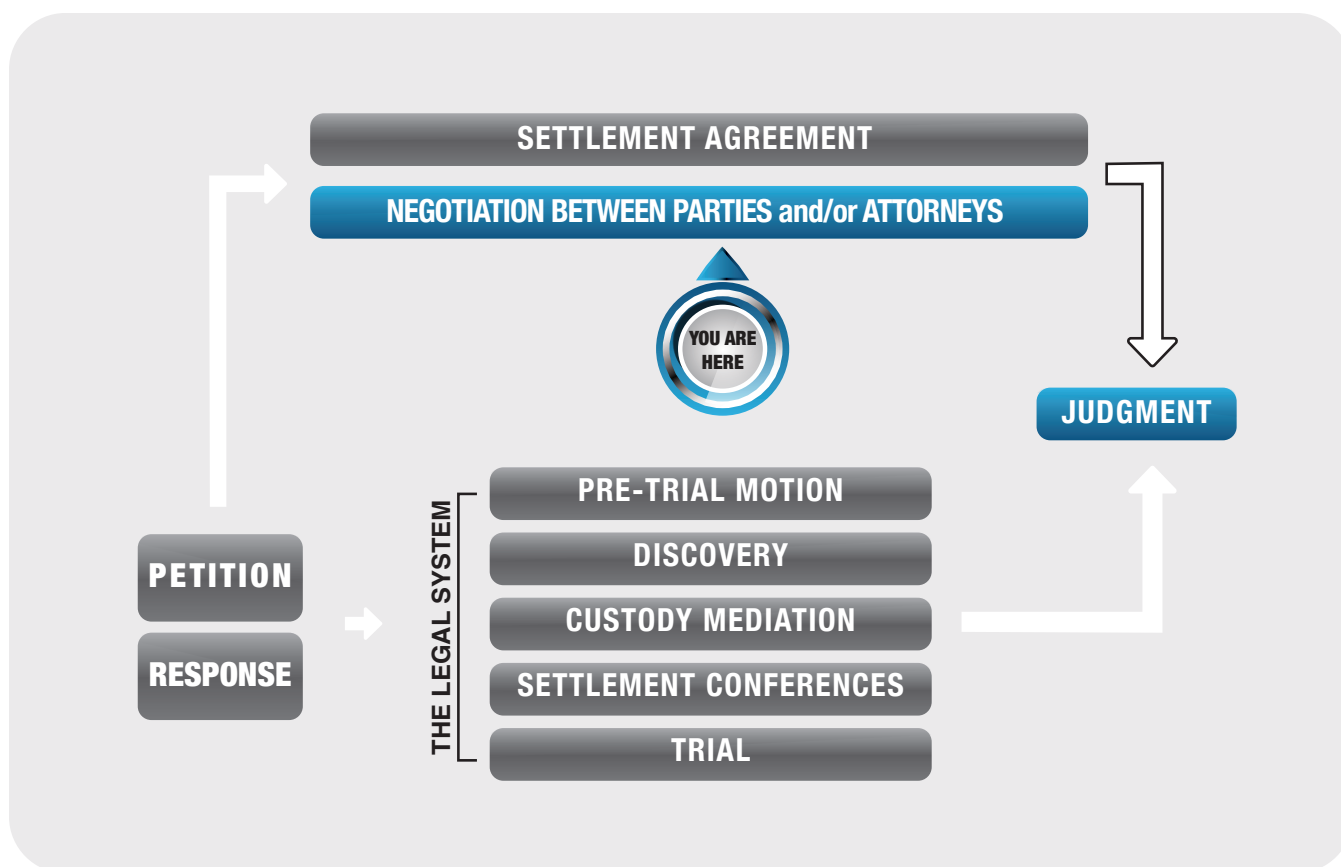 SETTLEMENT AGREEMENT
NEGOTIATION BETWEEN PARTIES and/or ATTORNEYS
YOU ARE
HERE
JUDGMENT
PETITION
RESPONSE
THE LEGAL SYSTEM
PRE-TRIAL MOTION
DISCOVERY
CUSTODY MEDIATION
SETTLEMENT CONFERENCES
TRIAL